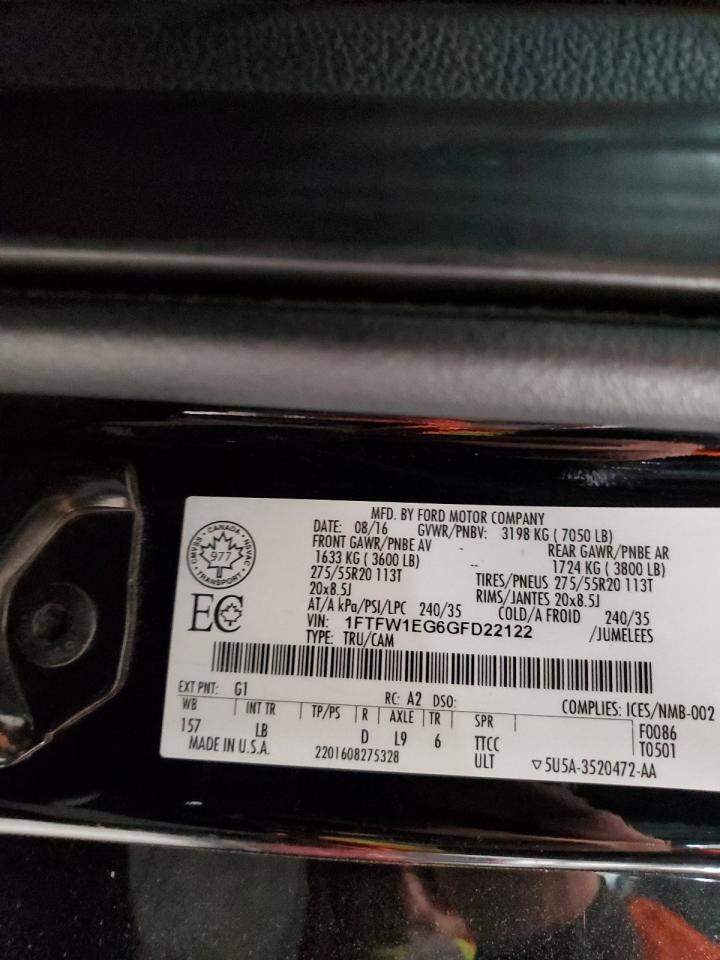 MFD. BY FORD MOTOR COMPANY
DATE: 08/16 GVWR/PNBV: 3198 KG ( 7050 LB)
FRONT GAWR/PNBE AV - REAR GAWR/PNBE AR
1633 KG ( 3600 LB) -- 1724 KG ( 3800 LB)
275/55R20 113T TIRES/PNEUS 275/55R20 113T
20x8.5J RIMS/JANTES 20x8.5J
AT/A kPa/PSI/LPC 240/35 COLD/A FROID 240/35
VIN: 1FTFW1EG6GFD22122 /JUMELEES
TYPE: TRU/CAM
CANADA
977
TRANSPORT
EC
EXT PNT: G1 RC: A2 DSO: COMPLIES: ICES/NMB-002
WB INT TR TP/PS R AXLE TR SPR F0086
157 LB D L9 6 TTCC T0501
MADE IN U.S.A. 2201608275328 ULT ▽5U5A-3520472-AA